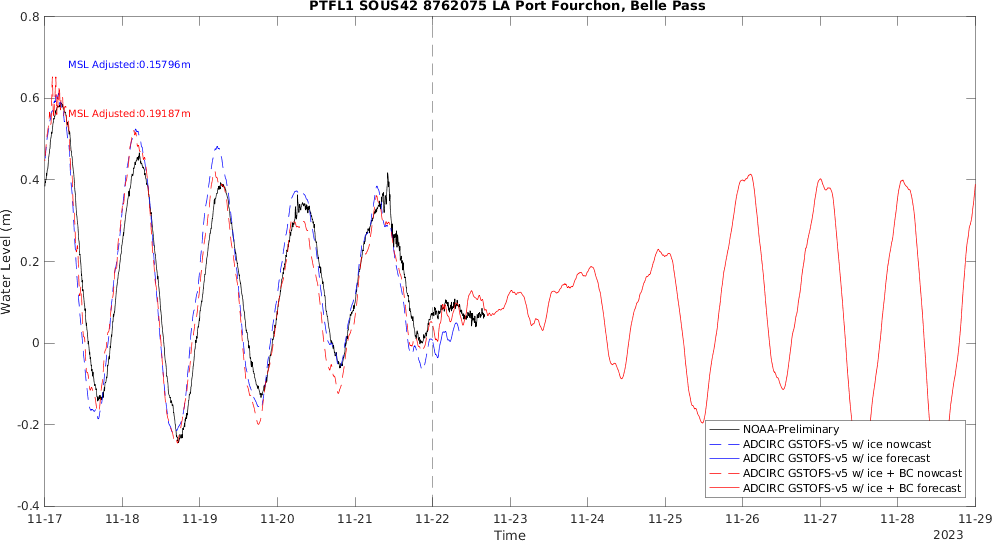 PTFL1 SOUS42 8762075 LA Port Fourchon, Belle Pass
0.8
0.6
0.4
0.2
0
-0.2
-0.4
Water Level (m)
MSL Adjusted:0.15796m
MSL Adjusted:0.19187m
NOAA-Preliminary
ADCIRC GSTOFS-v5 w/ ice nowcast
ADCIRC GSTOFS-v5 w/ ice forecast
ADCIRC GSTOFS-v5 w/ ice + BC nowcast
ADCIRC GSTOFS-v5 w/ ice + BC forecast
11-17 11-18 11-19 11-20 11-21 11-22 11-23 11-24 11-25 11-26 11-27 11-28 11-29
Time
2023